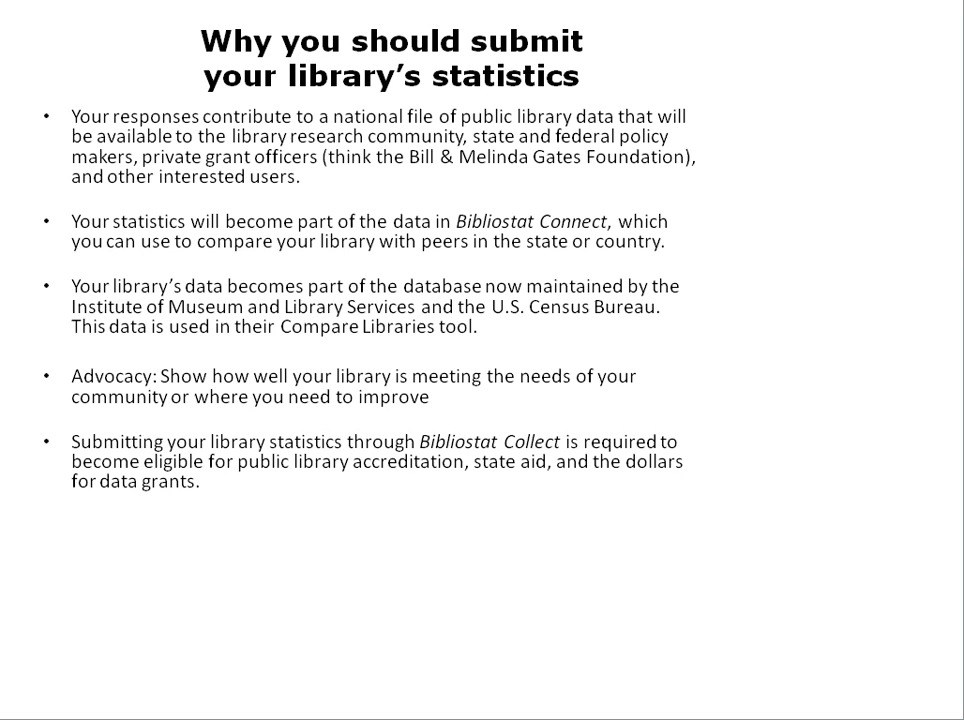 Why you should submit
your library’s statistics
• Your responses contribute to a national file of public library data that will
be available to the library research community, state and federal policy
makers, private grant officers (think the Bill & Melinda Gates Foundation),
and other interested users.
• Your statistics will become part of the data in Bibliostat Connect, which
you can use to compare your library with peers in the state or country.
• Your library’s data becomes part of the database now maintained by the
Institute of Museum and Library Services and the U.S. Census Bureau.
This data is used in their Compare Libraries tool.
• Advocacy: Show how well your library is meeting the needs of your
community or where you need to improve
• Submitting your library statistics through Bibliostat Collect is required to
become eligible for public library accreditation, state aid, and the dollars
for data grants.